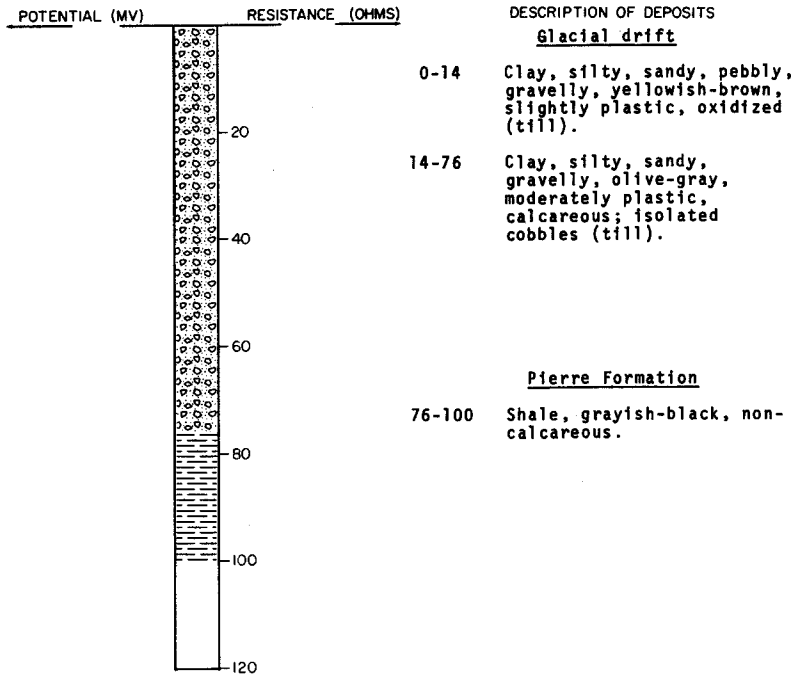 POTENTIAL (MV) RESISTANCE (OHMS) DESCRIPTION OF DEPOSITS
Glacial drift
0-14 Clay, silty, sandy, pebbly,
gravelly, yellowish-brown,
slightly plastic, oxidized
(till).
20
14-76 Clay, silty, sandy,
gravelly, olive-gray,
moderately plastic,
calcareous; isolated
cobbles (till).
40
60
Pierre Formation
76-100 Shale, grayish-black, non-
calcareous.
80
100
120